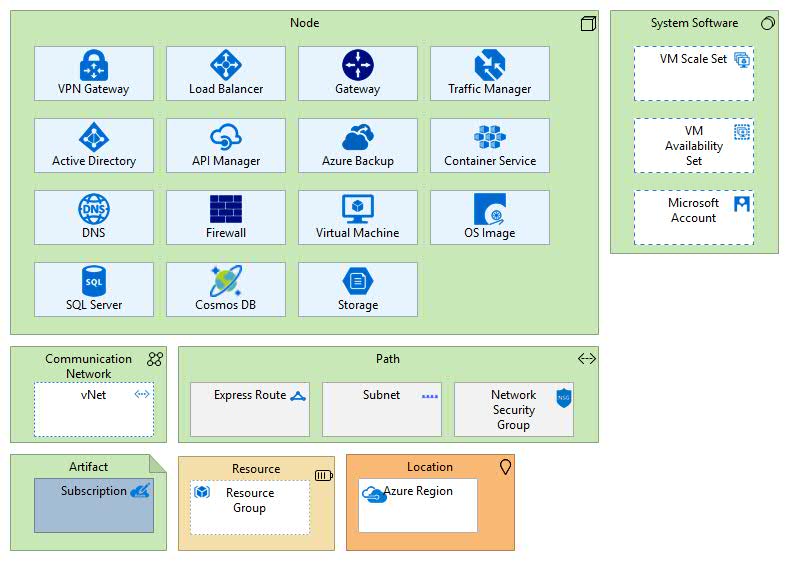 Node
VPN Gateway
Load Balancer
Gateway
Traffic Manager
Active Directory
API Manager
Azure Backup
Container Service
DNS
DNS
Firewall
Virtual Machine
OS Image
SQL
SQL Server
Cosmos DB
Storage
System Software
VM Scale Set
VM
Availability
Set
Microsoft
Account
Communication
Network
vNet
Path
Express Route
Subnet
Network
Security
Group
NSG
Artifact
Subscription
Resource
Resource
Group
Location
Azure Region